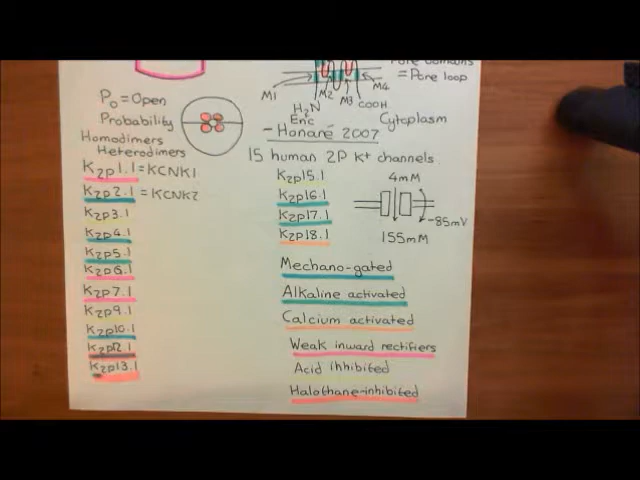 Pore domains
= Pore loop
M1
M2
M3
M4
H2N
COOH
Enc
Cytoplasm
– Honaré 2007
Po = Open
Probability
Homodimers
Heterodimers
15 human 2P K+ channels
K2p1.1 = KCNK1
K2p2.1 = KCNK2
K2p3.1
K2p4.1
K2p5.1
K2p6.1
K2p7.1
K2p9.1
K2p10.1
K2p12.1
K2p13.1
K2p15.1
K2p16.1
K2p17.1
K2p18.1
4mM
-85mV
155mM
Mechano-gated
Alkaline activated
Calcium activated
Weak inward rectifiers
Acid inhibited
Halothane-inhibited